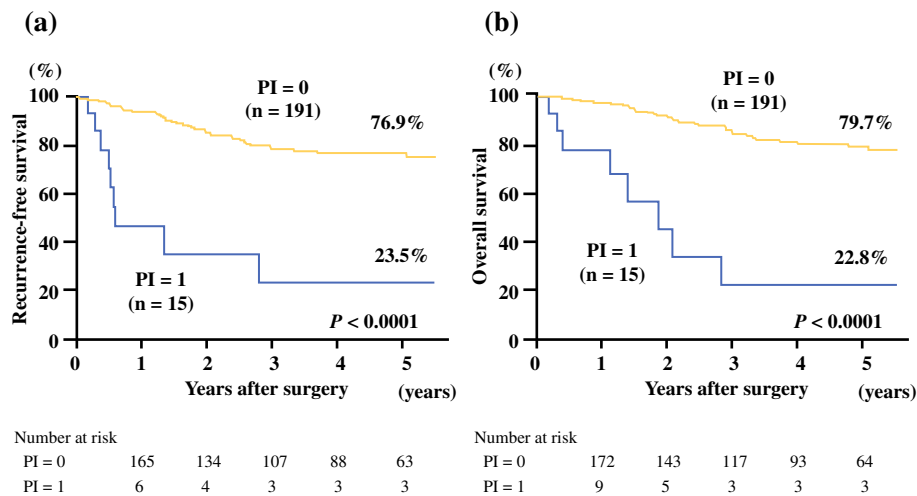 (a)
(%)
100
80
60
40
20
0
Recurrence-free survival
PI = 0
(n = 191)
76.9%
23.5%
PI = 1
(n = 15)
P < 0.0001
0 1 2 3 4 5
Years after surgery (years)
Number at risk
PI = 0 165 134 107 88 63
PI = 1 6 4 3 3 3
(b)
(%)
100
80
60
40
20
0
Overall survival
PI = 0
(n = 191)
79.7%
PI = 1
(n = 15)
22.8%
P < 0.0001
0 1 2 3 4 5
Years after surgery (years)
Number at risk
PI = 0 172 143 117 93 64
PI = 1 9 5 3 3 3